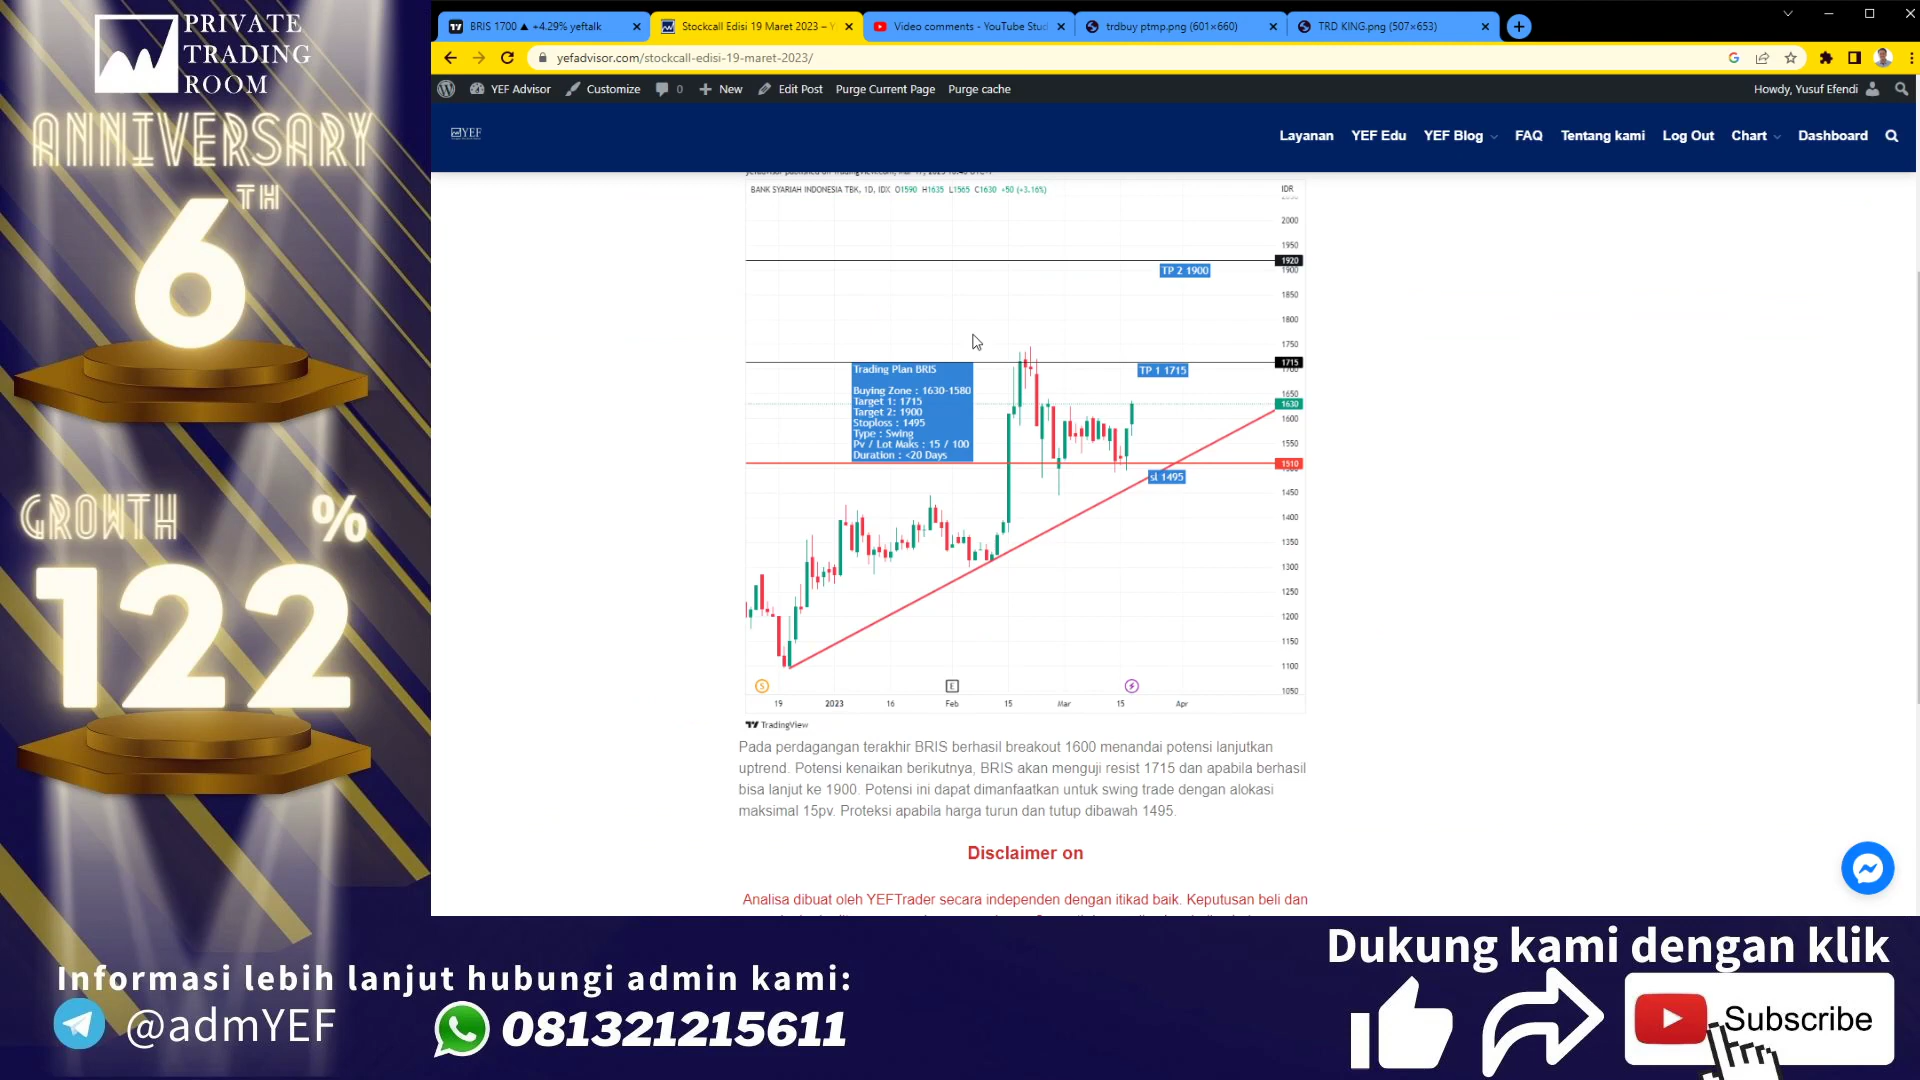 PRIVATE
TRADING
ROOM
ANNIVERSARY
6 TH
GROWTH %
122
BRIS 1700 ▲ +4.29% yeftalk
Stockcall Edisi 19 Maret 2023 – Y
Video comments - YouTube Stud
trdbuy ptmp.png (601×660)
TRD KING.png (507×653)
yefadvisor.com/stockcall-edisi-19-maret-2023/
YEF Advisor Customize 0 New Edit Post Purge Current Page Purge cache Howdy, Yusuf Efendi
YEF
Layanan YEF Edu YEF Blog FAQ Tentang kami Log Out Chart Dashboard
BANK SYARIAH INDONESIA TBK, 1D, IDX O1590 H1635 L1565 C1630 +50 (+3.16%)
IDR
2000
1950
1920
1900
TP 2 1900
1850
1800
1750
1715
1700
TP 1 1715
1650
1630
1600
1550
1510
1500
sl 1495
1450
1400
1350
1300
1250
1200
1150
1100
1050
Trading Plan BRIS
Buying Zone : 1630-1580
Target 1: 1715
Target 2: 1900
Stoploss : 1495
Type : Swing
Pv / Lot Maks : 15 / 100
Duration : <20 Days
S E
19 2023 16 Feb 15 Mar 15 Apr
TradingView
Pada perdagangan terakhir BRIS berhasil breakout 1600 menandai potensi lanjutkan
uptrend. Potensi kenaikan berikutnya, BRIS akan menguji resist 1715 dan apabila berhasil
bisa lanjut ke 1900. Potensi ini dapat dimanfaatkan untuk swing trade dengan alokasi
maksimal 15pv. Proteksi apabila harga turun dan tutup dibawah 1495.
Disclaimer on
Analisa dibuat oleh YEFTrader secara independen dengan itikad baik. Keputusan beli dan
Informasi lebih lanjut hubungi admin kami:
@admYEF
081321215611
Dukung kami dengan klik
Subscribe